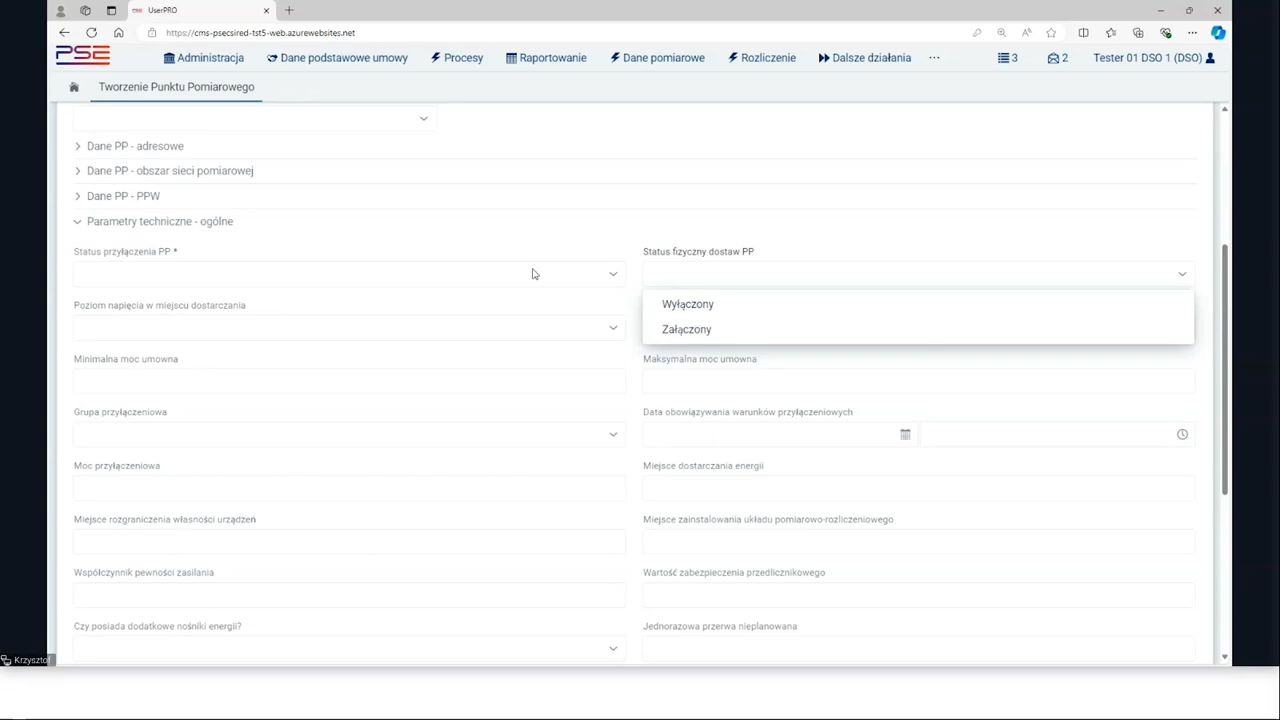 UserPRO
https://cms-psecsired-tst5-web.azurewebsites.net
PSE Administracja Dane podstawowe umowy Procesy Raportowanie Dane pomiarowe Rozliczenie Dalsze działania ... 3 2 Tester 01 DSO 1 (DSO)
Tworzenie Punktu Pomiarowego
Dane PP - adresowe
Dane PP - obszar sieci pomiarowej
Dane PP - PPW
Parametry techniczne - ogólne
Status przyłączenia PP * Status fizyczny dostaw PP
Wyłączony
Poziom napięcia w miejscu dostarczania
Załączony
Minimalna moc umowna Maksymalna moc umowna
Grupa przyłączeniowa Data obowiązywania warunków przyłączeniowych
Moc przyłączeniowa Miejsce dostarczania energii
Miejsce rozgraniczenia własności urządzeń Miejsce zainstalowania układu pomiarowo-rozliczeniowego
Współczynnik pewności zasilania Wartość zabezpieczenia przedlicznikowego
Czy posiada dodatkowe nośniki energii? Jednorazowa przerwa nieplanowana
Krzysztof